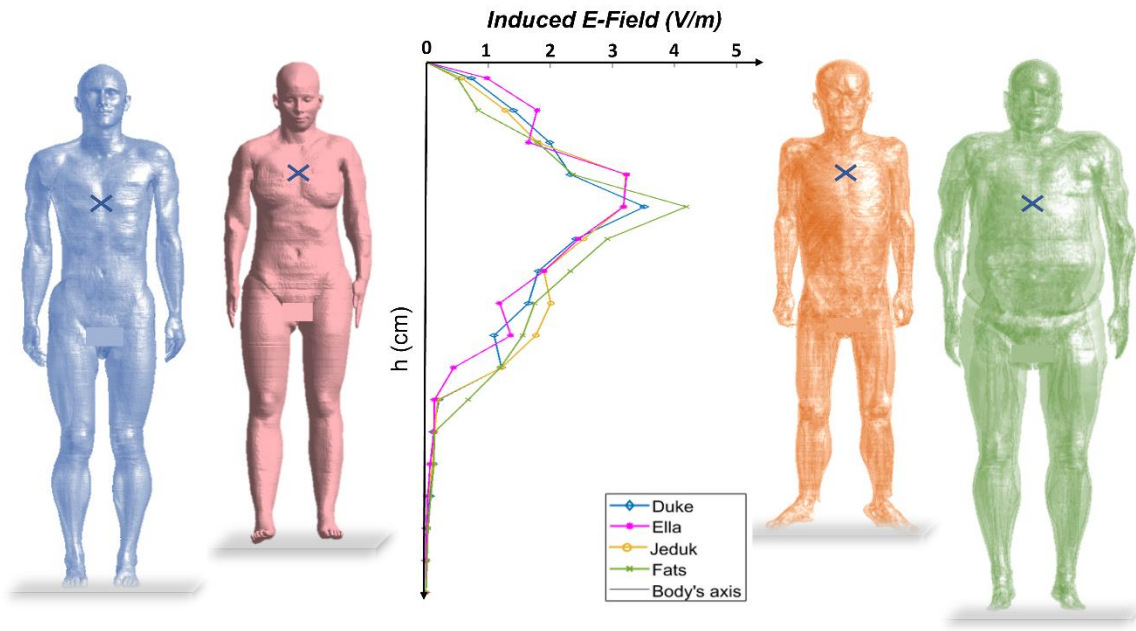 Induced E-Field (V/m)
0 1 2 3 4 5
h (cm)
Duke
Ella
Jeduk
Fats
Body's axis